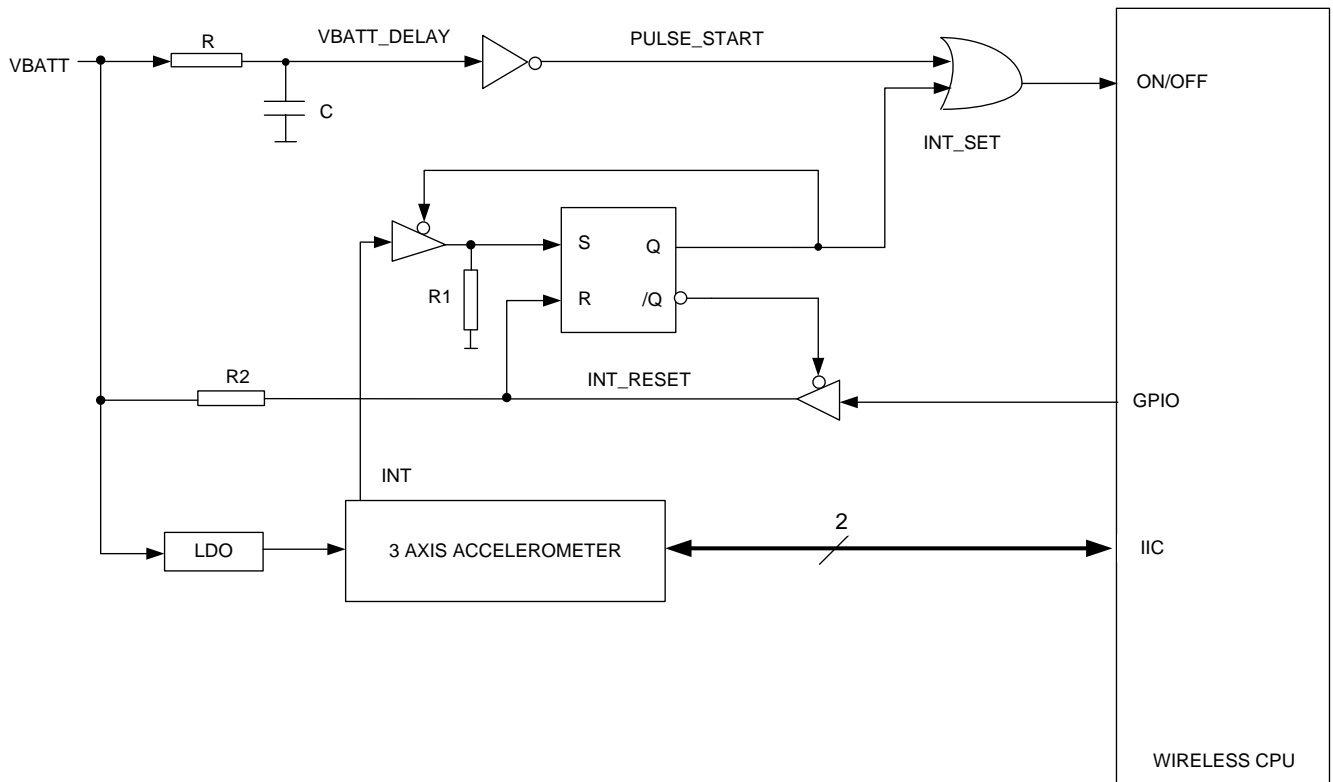 R
VBATT_DELAY
PULSE_START
VBATT
C
ON/OFF
INT_SET
S
Q
R1
R
/Q
R2
INT_RESET
GPIO
INT
2
LDO
3 AXIS ACCELEROMETER
IIC
WIRELESS CPU